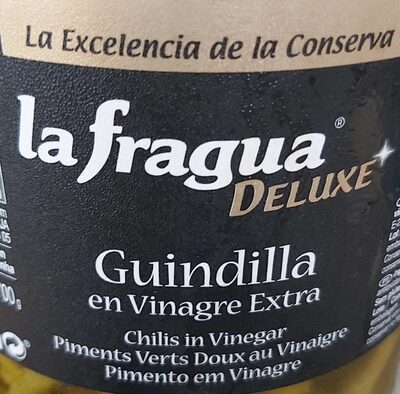 La Excelencia de la Conserva
la fragua®
DELUXE
Guindilla
en Vinagre Extra
Chilis in Vinegar
Piments Verts Doux au Vinaigre
Pimento em Vinagre